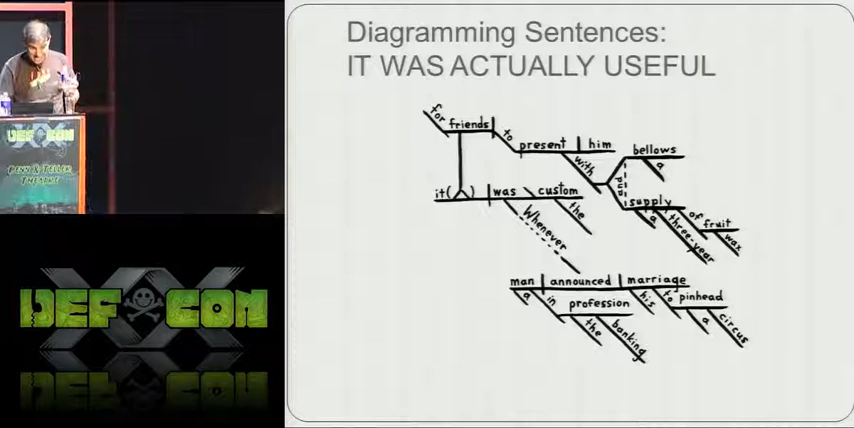 Diagramming Sentences:
IT WAS ACTUALLY USEFUL
DEF CON
PENN & TELLER
THEATRE
DEF CON
XX
for
friends
to
present
him
with
bellows
a
and
supply
a
three-year
of
fruit
wax
it( )
was
custom
the
Whenever
man
announced
marriage
a
in
profession
the
banking
his
to
pinhead
a
circus